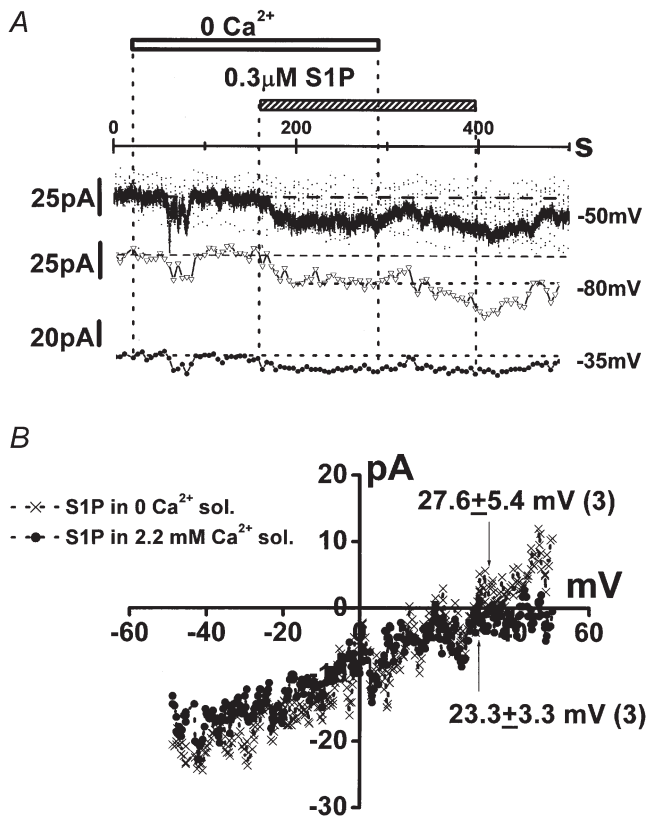 A
0 Ca²⁺
0.3μM S1P
0 200 400 s
25pA -50mV
25pA -80mV
20pA -35mV
B
20 pA
S1P in 0 Ca²⁺ sol.
27.6±5.4 mV (3)
S1P in 2.2 mM Ca²⁺ sol.
10
mV
0
-60 -40 -20 0 40 60
23.3±3.3 mV (3)
-20
-30